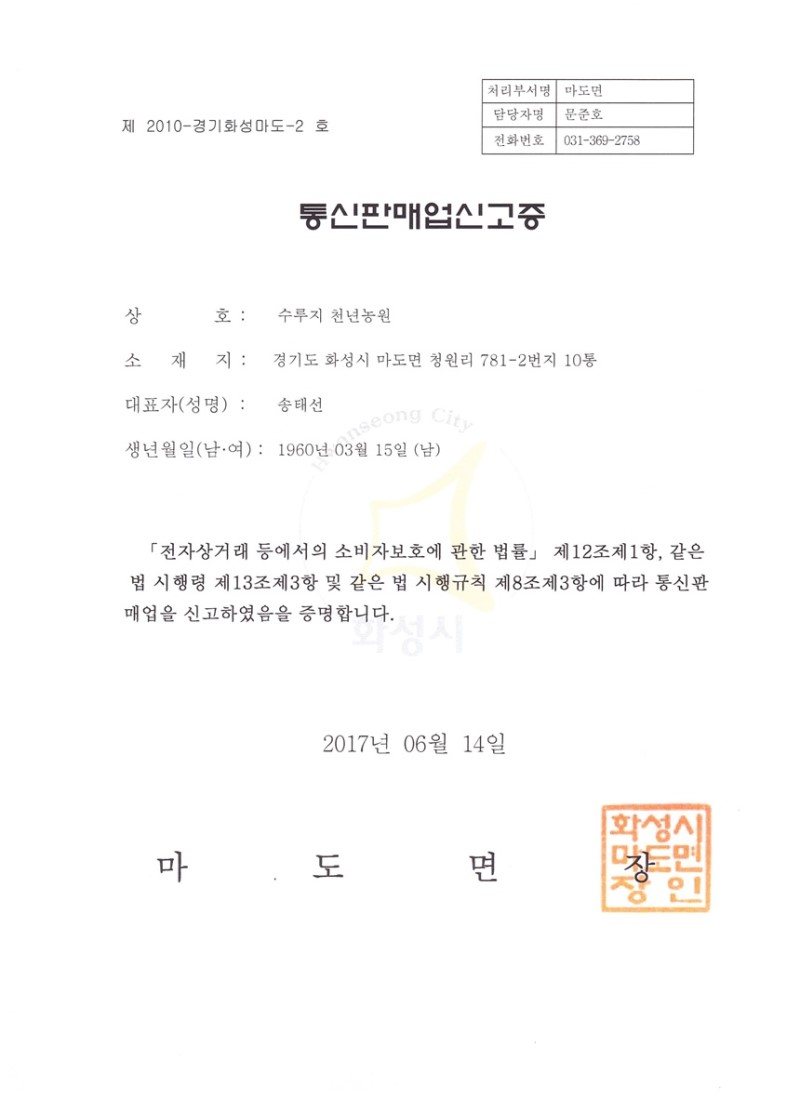 처리부서명 마도면
담당자명 문준호
전화번호 031-369-2758
제 2010-경기화성마도-2 호
통신판매업신고증
상 호 : 수루지 천년농원
소 재 지 : 경기도 화성시 마도면 청원리 781-2번지 10통
대표자(성명) : 송태선
Hwanseong City
생년월일(남·여) : 1960년 03월 15일 (남)
「전자상거래 등에서의 소비자보호에 관한 법률」 제12조제1항, 같은
법 시행령 제13조제3항 및 같은 법 시행규칙 제8조제3항에 따라 통신판
매업을 신고하였음을 증명합니다.
화성시
2017년 06월 14일
마 도 면 장
화성시
마도면
장인